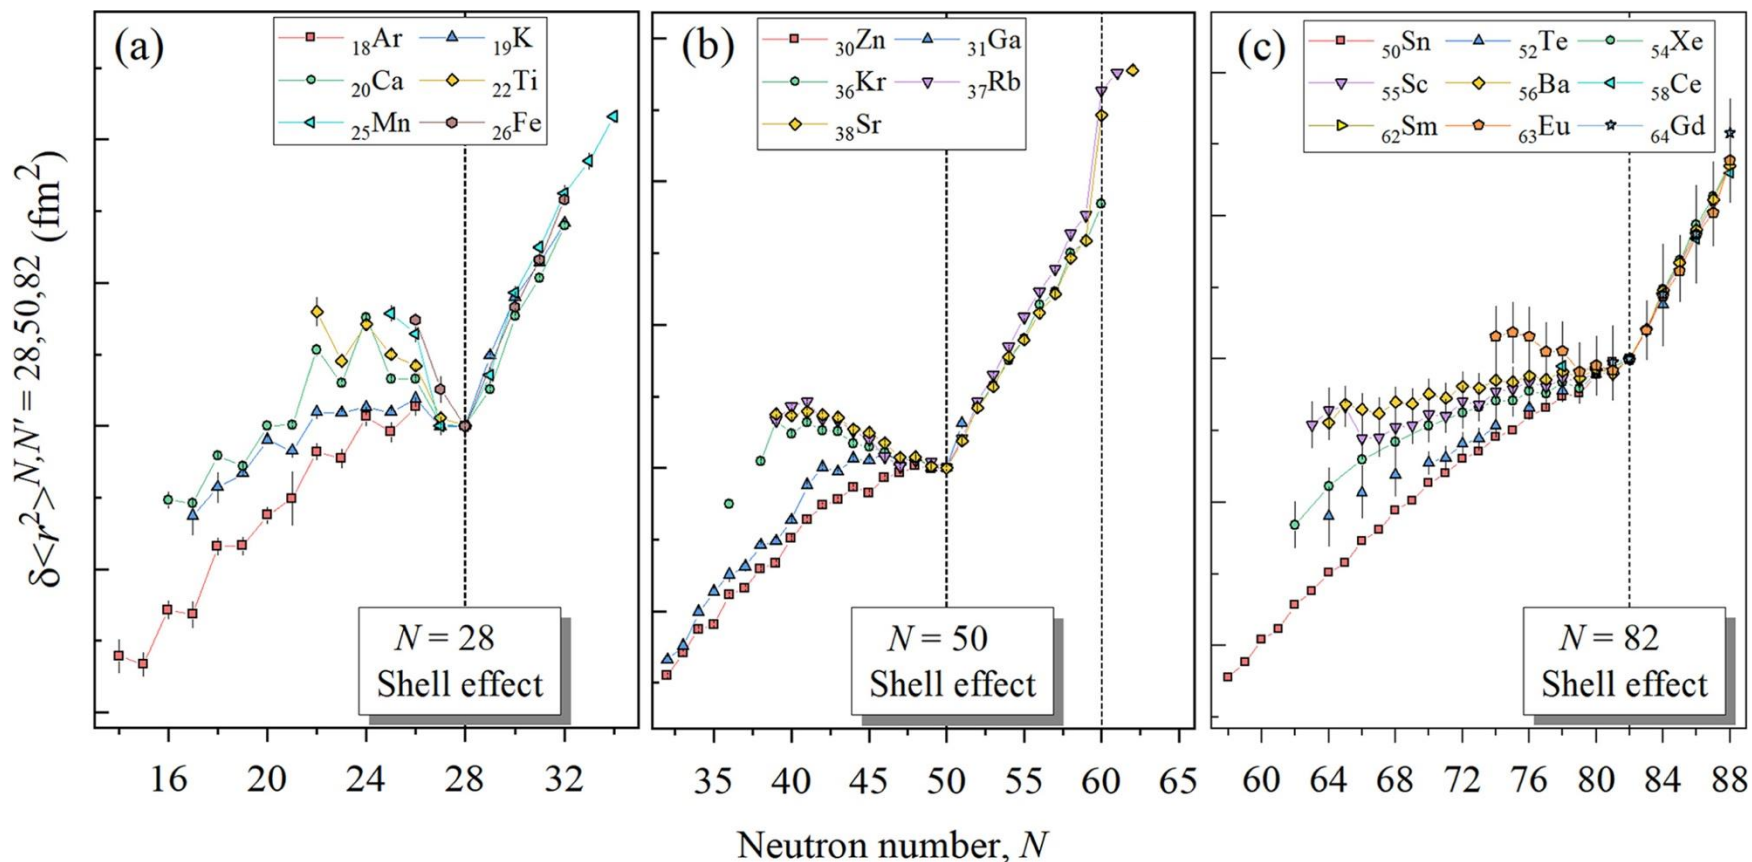 δ<r²>^N,N′ = 28,50,82 (fm²)
(a)
₁₈Ar ₁₉K
₂₀Ca ₂₂Ti
₂₅Mn ₂₆Fe
N = 28
Shell effect
16 20 24 28 32
(b)
₃₀Zn ₃₁Ga
₃₆Kr ₃₇Rb
₃₈Sr
N = 50
Shell effect
35 40 45 50 55 60 65
(c)
₅₀Sn ₅₂Te ₅₄Xe
₅₅Sc ₅₆Ba ₅₈Ce
₆₂Sm ₆₃Eu ₆₄Gd
N = 82
Shell effect
60 64 68 72 76 80 84 88
Neutron number, N